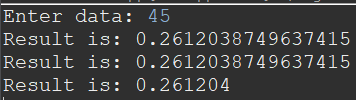 Enter data: 45
Result is: 0.2612038749637415
Result is: 0.2612038749637415
Result is: 0.261204